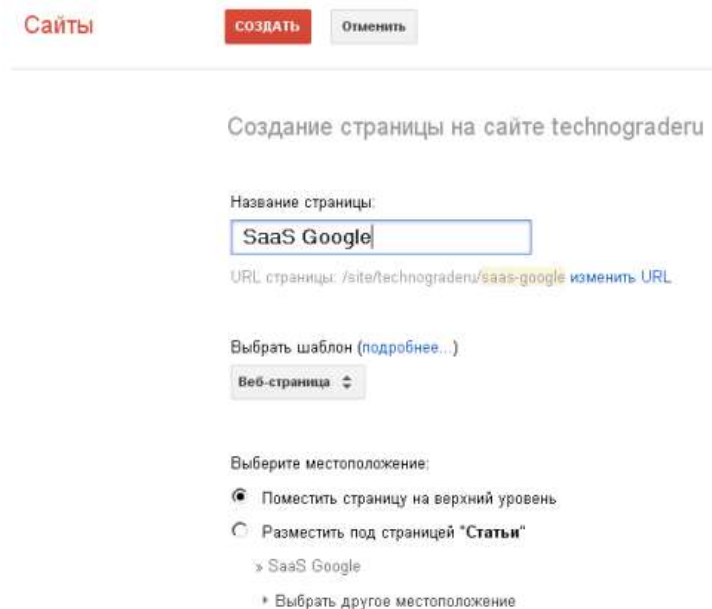 Сайты СОЗДАТЬ Отменить
Создание страницы на сайте technograderu
Название страницы:
SaaS Google
URL страницы: /site/technograderu/saas-google изменить URL
Выбрать шаблон (подробнее...)
Веб-страница
Выберите местоположение:
Поместить страницу на верхний уровень
Разместить под страницей "Статьи"
» SaaS Google
Выбрать другое местоположение